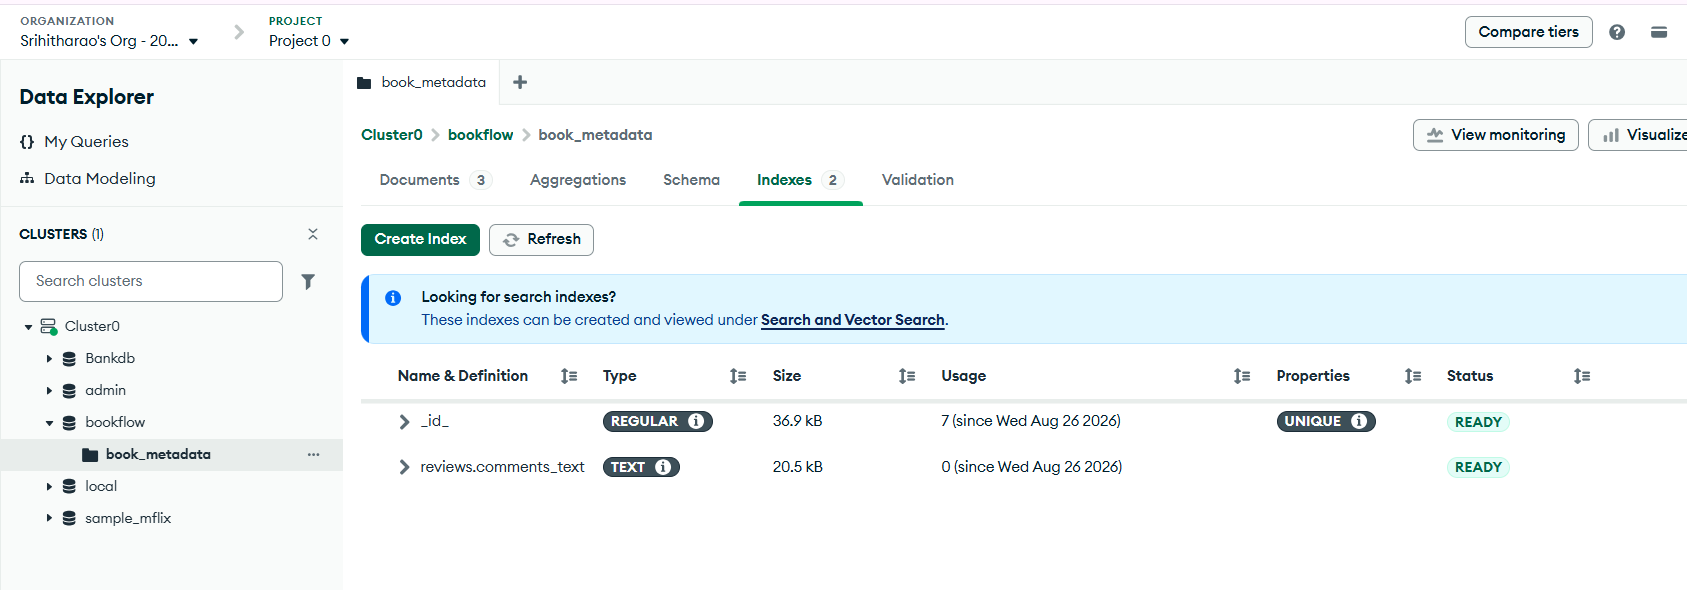 ORGANIZATION
Srihitharao's Org - 20...
PROJECT
Project 0
Compare tiers
Data Explorer
My Queries
Data Modeling
CLUSTERS (1)
Search clusters
Cluster0
Bankdb
admin
bookflow
book_metadata
local
sample_mflix
book_metadata
Cluster0 > bookflow > book_metadata
View monitoring
Visualize
Documents 3
Aggregations
Schema
Indexes 2
Validation
Create Index
Refresh
Looking for search indexes?
These indexes can be created and viewed under Search and Vector Search.
Name & Definition Type Size Usage Properties Status
_id_ REGULAR 36.9 kB 7 (since Wed Aug 26 2026) UNIQUE READY
reviews.comments_text TEXT 20.5 kB 0 (since Wed Aug 26 2026) READY